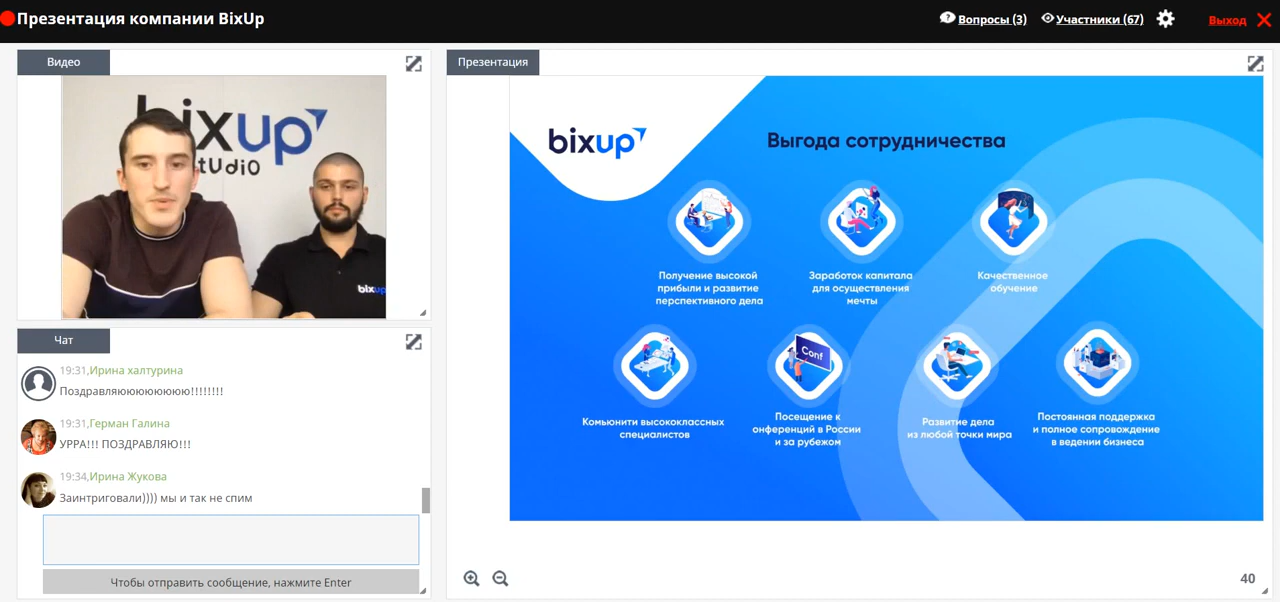 Презентация компании BixUp
Вопросы (3)
Участники (67)
Выход
Видео
bixup
studio
bixup
Чат
19:31,Ирина халтурина
Поздравляюююююююю!!!!!!!!
19:31,Герман Галина
УРРА!!! ПОЗДРАВЛЯЮ!!!
19:34,Ирина Жукова
Заинтриговали)))) мы и так не спим
Чтобы отправить сообщение, нажмите Enter
Презентация
bixup
Выгода сотрудничества
Получение высокой
прибыли и развитие
перспективного дела
Заработок капитала
для осуществления
мечты
Качественное
обучение
Комьюнити высококлассных
специалистов
Conf
Посещение к
онференций в России
и за рубежом
Развитие дела
из любой точки мира
Постоянная поддержка
и полное сопровождение
в ведении бизнеса
40